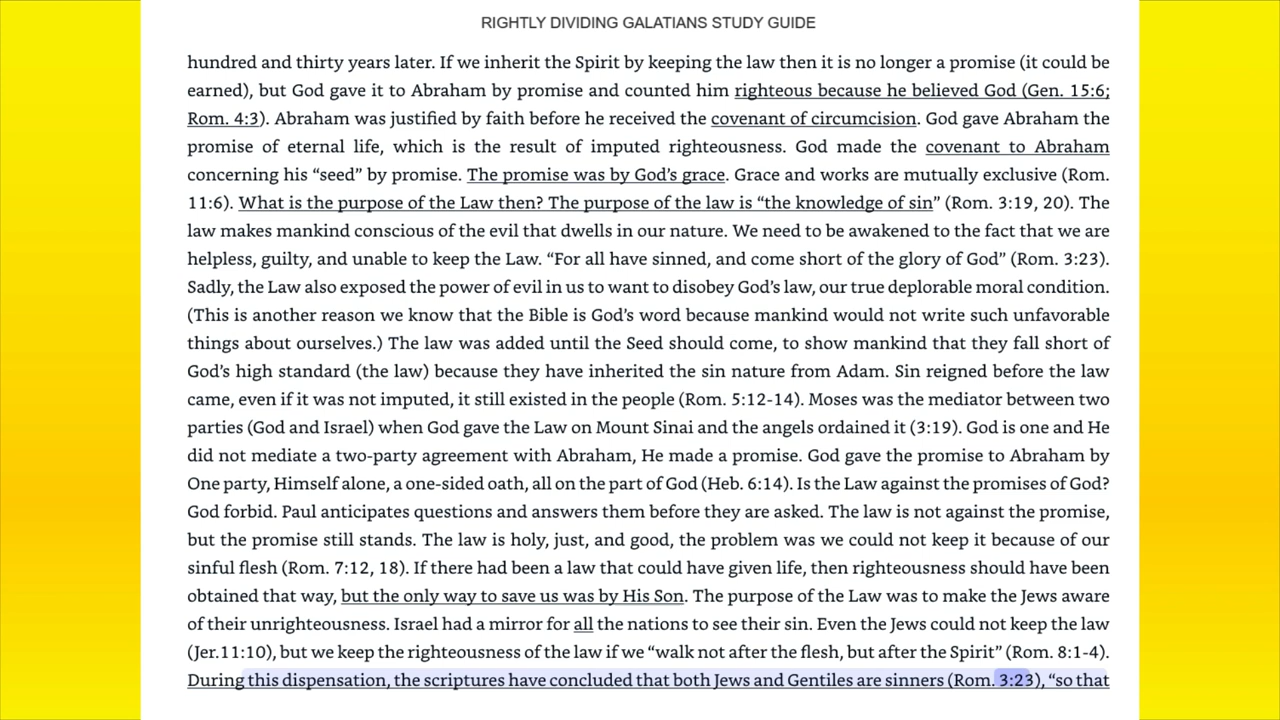 RIGHTLY DIVIDING GALATIANS STUDY GUIDE
hundred and thirty years later. If we inherit the Spirit by keeping the law then it is no longer a promise (it could be
earned), but God gave it to Abraham by promise and counted him righteous because he believed God (Gen. 15:6;
Rom. 4:3). Abraham was justified by faith before he received the covenant of circumcision. God gave Abraham the
promise of eternal life, which is the result of imputed righteousness. God made the covenant to Abraham
concerning his “seed” by promise. The promise was by God’s grace. Grace and works are mutually exclusive (Rom.
11:6). What is the purpose of the Law then? The purpose of the law is “the knowledge of sin” (Rom. 3:19, 20). The
law makes mankind conscious of the evil that dwells in our nature. We need to be awakened to the fact that we are
helpless, guilty, and unable to keep the Law. “For all have sinned, and come short of the glory of God” (Rom. 3:23).
Sadly, the Law also exposed the power of evil in us to want to disobey God’s law, our true deplorable moral condition.
(This is another reason we know that the Bible is God’s word because mankind would not write such unfavorable
things about ourselves.) The law was added until the Seed should come, to show mankind that they fall short of
God’s high standard (the law) because they have inherited the sin nature from Adam. Sin reigned before the law
came, even if it was not imputed, it still existed in the people (Rom. 5:12-14). Moses was the mediator between two
parties (God and Israel) when God gave the Law on Mount Sinai and the angels ordained it (3:19). God is one and He
did not mediate a two-party agreement with Abraham, He made a promise. God gave the promise to Abraham by
One party, Himself alone, a one-sided oath, all on the part of God (Heb. 6:14). Is the Law against the promises of God?
God forbid. Paul anticipates questions and answers them before they are asked. The law is not against the promise,
but the promise still stands. The law is holy, just, and good, the problem was we could not keep it because of our
sinful flesh (Rom. 7:12, 18). If there had been a law that could have given life, then righteousness should have been
obtained that way, but the only way to save us was by His Son. The purpose of the Law was to make the Jews aware
of their unrighteousness. Israel had a mirror for all the nations to see their sin. Even the Jews could not keep the law
(Jer.11:10), but we keep the righteousness of the law if we “walk not after the flesh, but after the Spirit” (Rom. 8:1-4).
During this dispensation, the scriptures have concluded that both Jews and Gentiles are sinners (Rom. 3:23), “so that